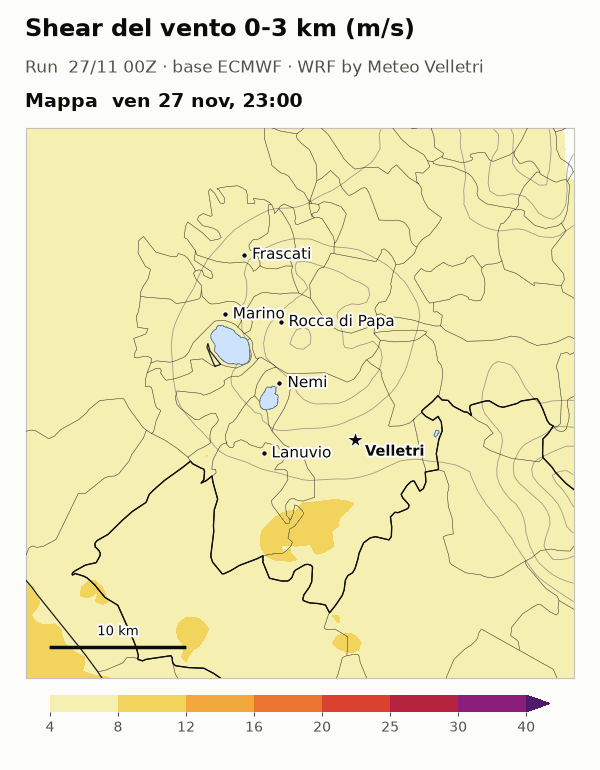 Shear del vento 0-3 km (m/s)
Run  27/11 00Z · base ECMWF · WRF by Meteo Velletri
Mappa  ven 27 nov, 23:00
Frascati
Marino
Rocca di Papa
Nemi
Velletri
Lanuvio
10 km
4 8 12 16 20 25 30 40